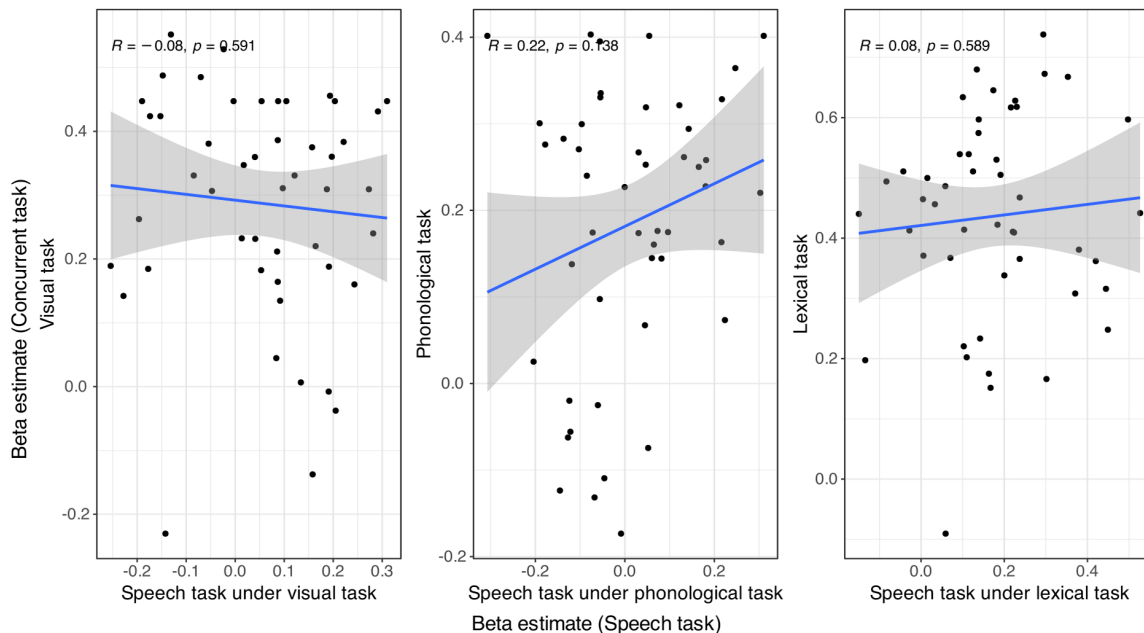 R = −0.08, p = 0.591
Beta estimate (Concurrent task)
Visual task
0.4
0.2
0.0
-0.2
-0.2 -0.1 0.0 0.1 0.2 0.3
Speech task under visual task
R = 0.22, p = 0.138
Phonological task
0.4
0.2
0.0
-0.2
-0.2 0.0 0.2
Speech task under phonological task
R = 0.08, p = 0.589
Lexical task
0.6
0.4
0.2
0.0
0.0 0.2 0.4
Speech task under lexical task
Beta estimate (Speech task)